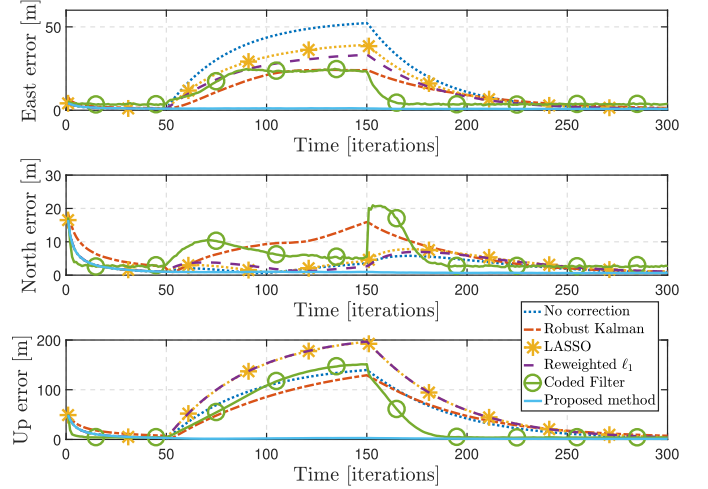 50
0
0 50 100 150 200 250 300
East error [m]
Time [iterations]
30
20
10
0
0 50 100 150 200 250 300
North error [m]
Time [iterations]
200
100
0
0 50 100 150 200 250 300
Up error [m]
Time [iterations]
No correction
Robust Kalman
LASSO
Reweighted ℓ₁
Coded Filter
Proposed method